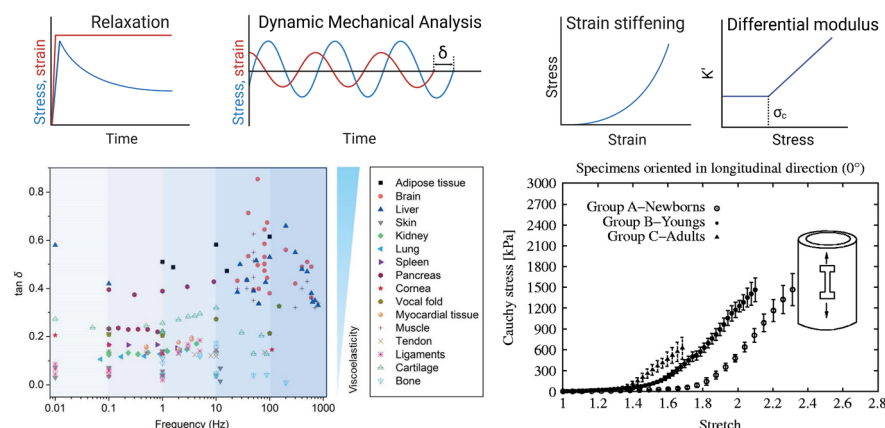 Relaxation
Stress, strain
Time
Dynamic Mechanical Analysis
Stress, strain
δ
Time
Strain stiffening
Stress
Strain
Differential modulus
K'
σc
Stress
tan δ
0.8
0.6
0.4
0.2
0.0
0.01
0.1
1
10
100
1000
Frequency (Hz)
Viscoelasticity
Adipose tissue
Brain
Liver
Skin
Kidney
Lung
Spleen
Pancreas
Cornea
Vocal fold
Myocardial tissue
Muscle
Tendon
Ligaments
Cartilage
Bone
Specimens oriented in longitudinal direction (0°)
Cauchy stress [kPa]
3000
2700
2400
2100
1800
1500
1200
900
600
300
0
Group A–Newborns
Group B–Youngs
Group C–Adults
1
1.2
1.4
1.6
1.8
2
2.2
2.4
2.6
2.8
Stretch